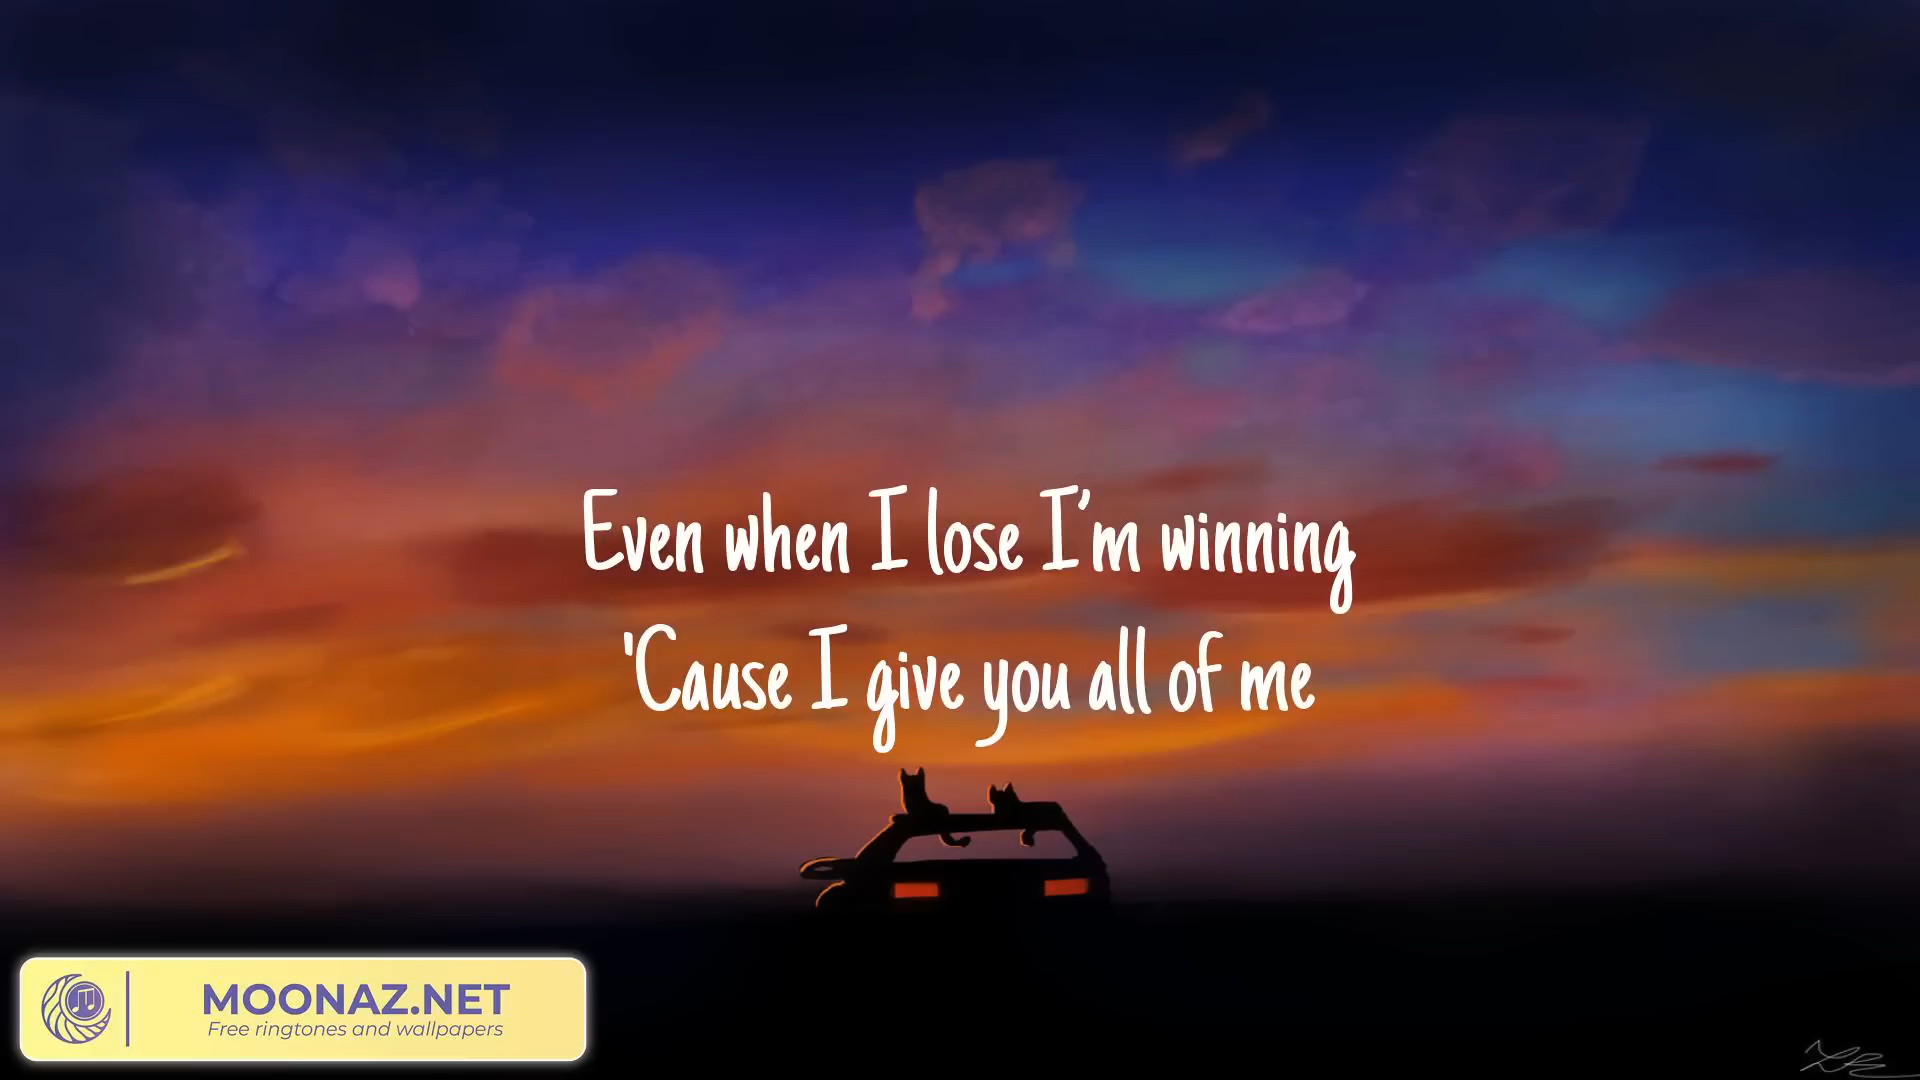 Even when I lose I'm winning
'Cause I give you all of me
MOONAZ.NET
Free ringtones and wallpapers